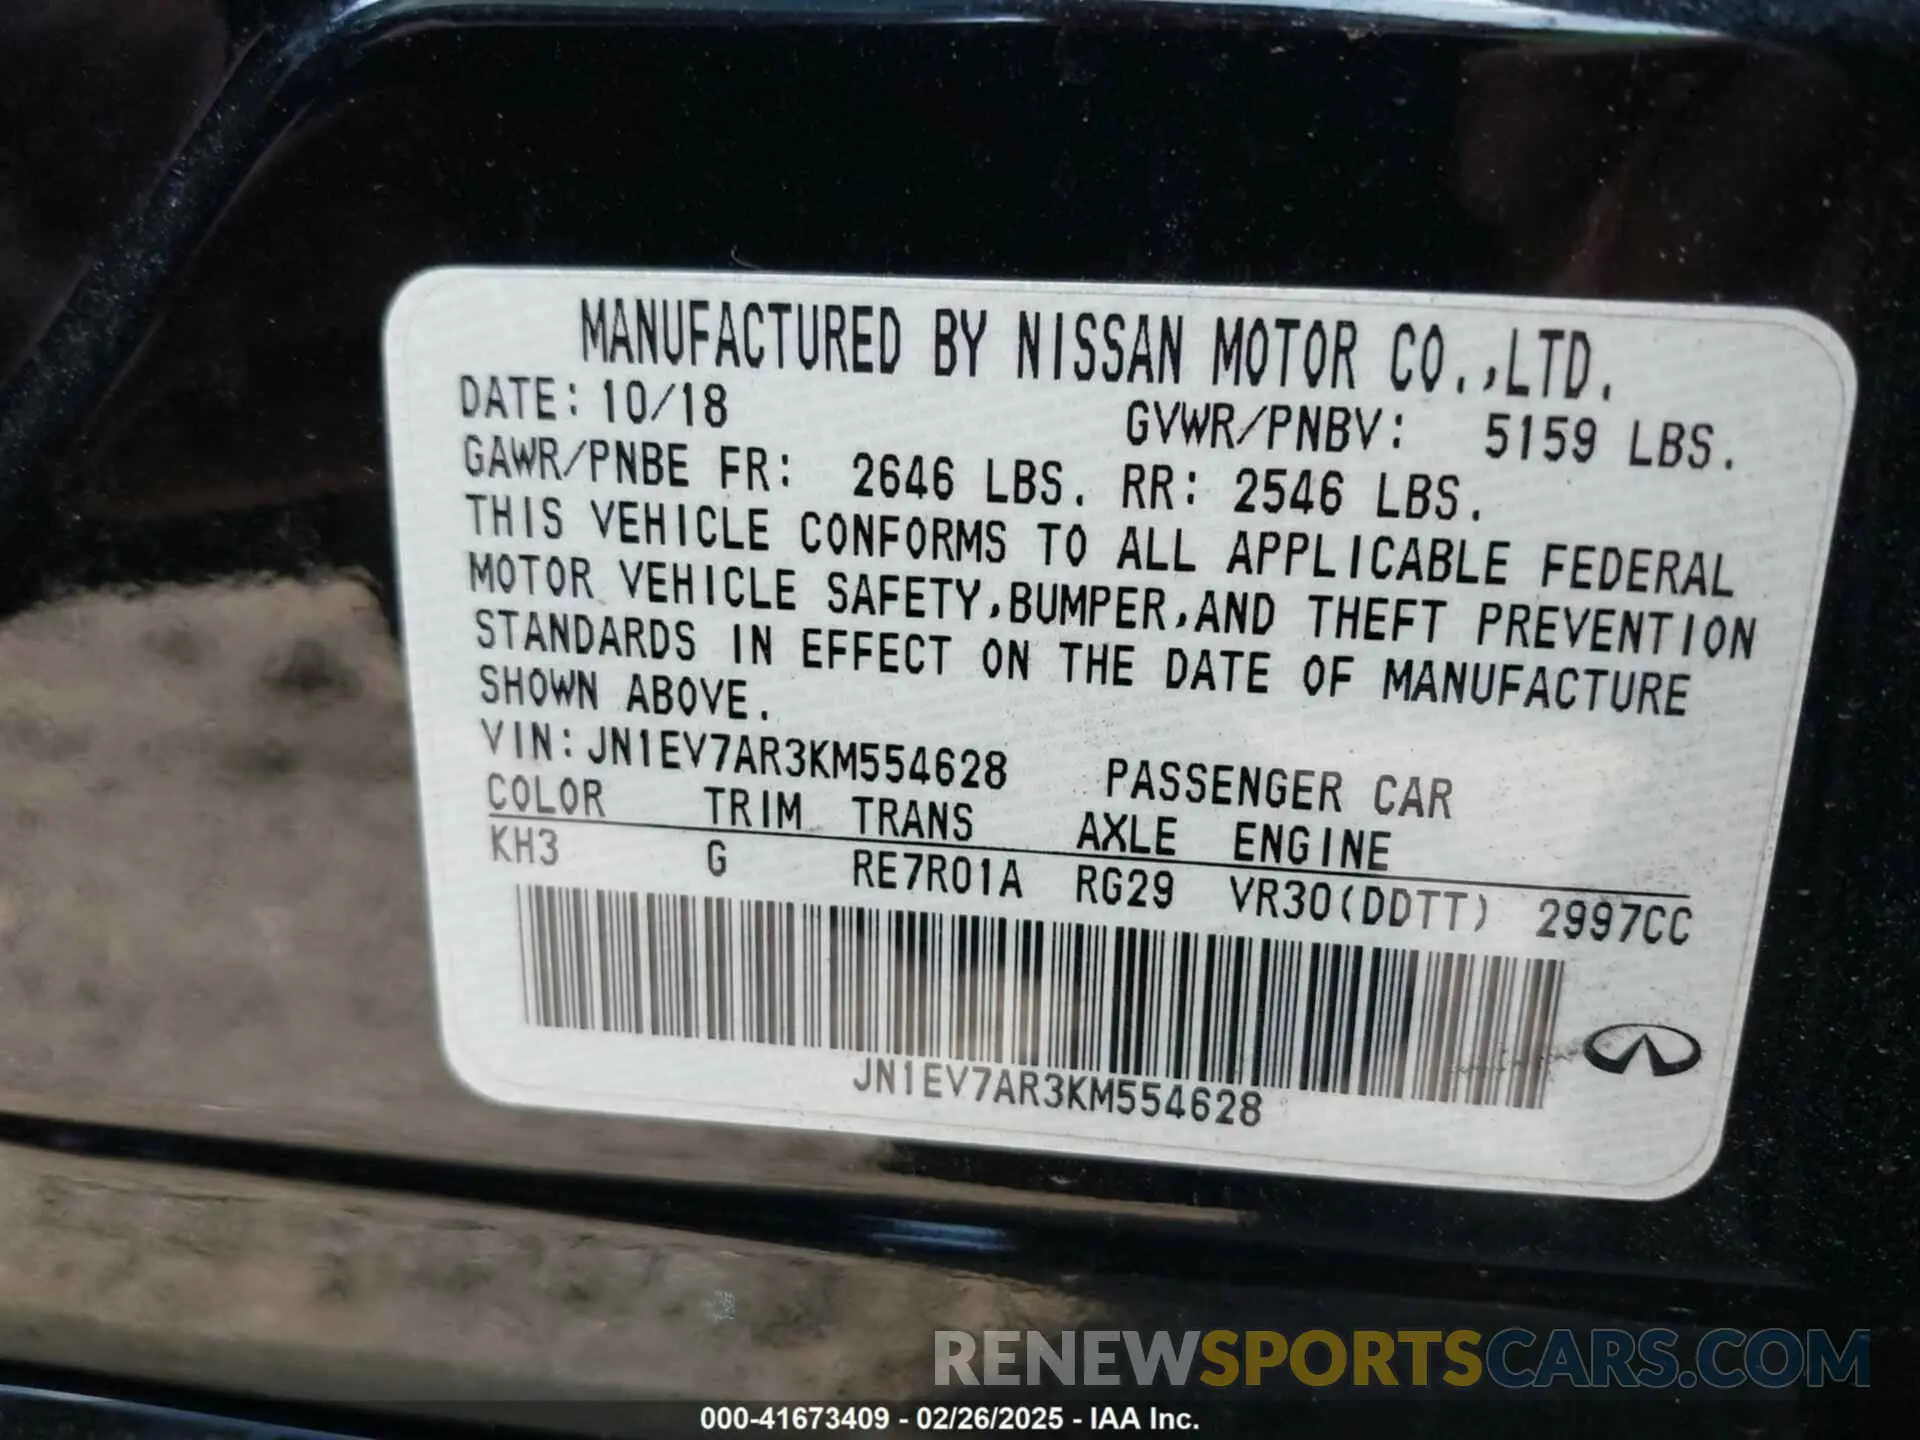 MANUFACTURED BY NISSAN MOTOR CO.,LTD.
DATE: 10/18 GVWR/PNBV: 5159 LBS.
GAWR/PNBE FR: 2646 LBS. RR: 2546 LBS.
THIS VEHICLE CONFORMS TO ALL APPLICABLE FEDERAL
MOTOR VEHICLE SAFETY,BUMPER,AND THEFT PREVENTION
STANDARDS IN EFFECT ON THE DATE OF MANUFACTURE
SHOWN ABOVE.
VIN:JN1EV7AR3KM554628 PASSENGER CAR
COLOR TRIM TRANS AXLE ENGINE
KH3 G RE7R01A RG29 VR30(DDTT) 2997CC
JN1EV7AR3KM554628
RENEWSPORTSCARS.COM
000-41673409 - 02/26/2025 - IAA Inc.